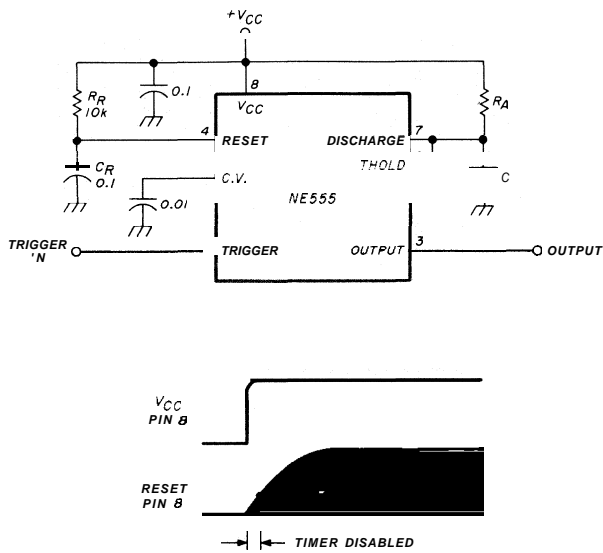 +VCC
8
VCC
0.1
RR
10k
RA
4
RESET
DISCHARGE
7
THOLD
CR
0.1
C.V.
C
NE555
0.01
TRIGGER
'N
TRIGGER
OUTPUT
3
OUTPUT
VCC
PIN 8
RESET
PIN 8
TIMER DISABLED